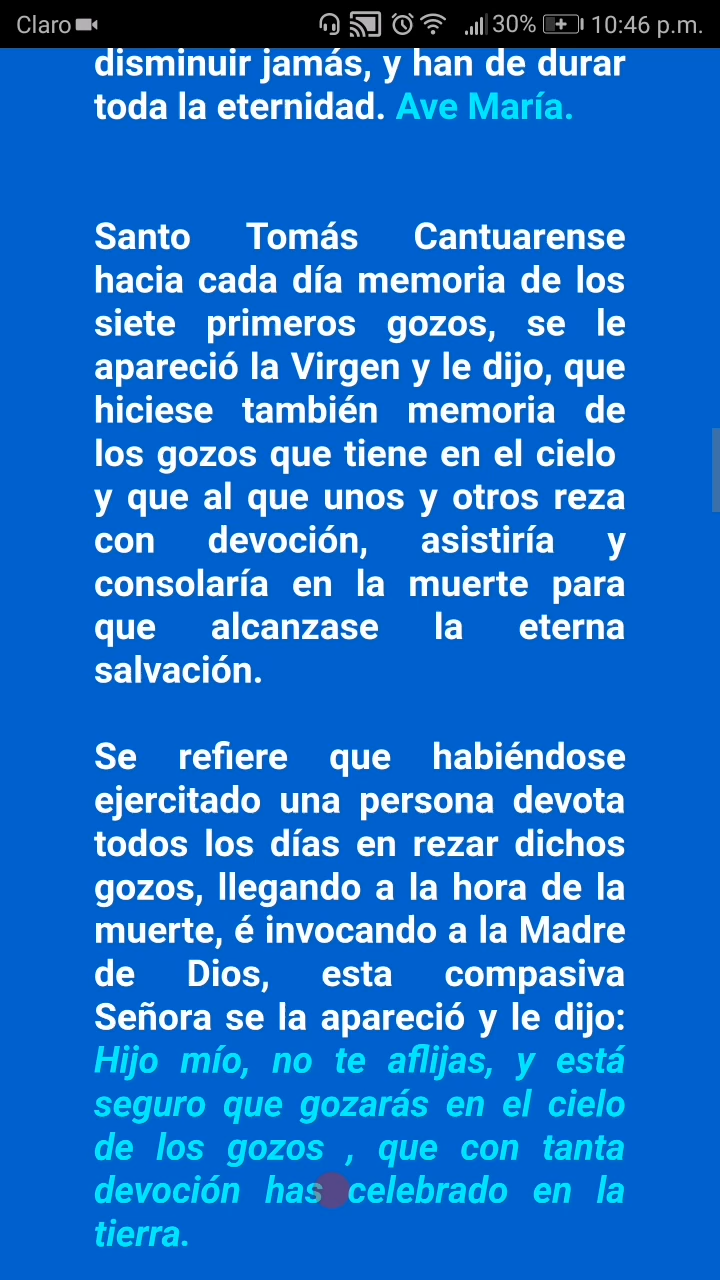 Claro 30% 10:46 p.m.
disminuir jamás, y han de durar
toda la eternidad. Ave María.
Santo Tomás Cantuarense
hacia cada día memoria de los
siete primeros gozos, se le
apareció la Virgen y le dijo, que
hiciese también memoria de
los gozos que tiene en el cielo
y que al que unos y otros reza
con devoción, asistiría y
consolaría en la muerte para
que alcanzase la eterna
salvación.
Se refiere que habiéndose
ejercitado una persona devota
todos los días en rezar dichos
gozos, llegando a la hora de la
muerte, é invocando a la Madre
de Dios, esta compasiva
Señora se la apareció y le dijo:
Hijo mío, no te aflijas, y está
seguro que gozarás en el cielo
de los gozos , que con tanta
devoción has celebrado en la
tierra.